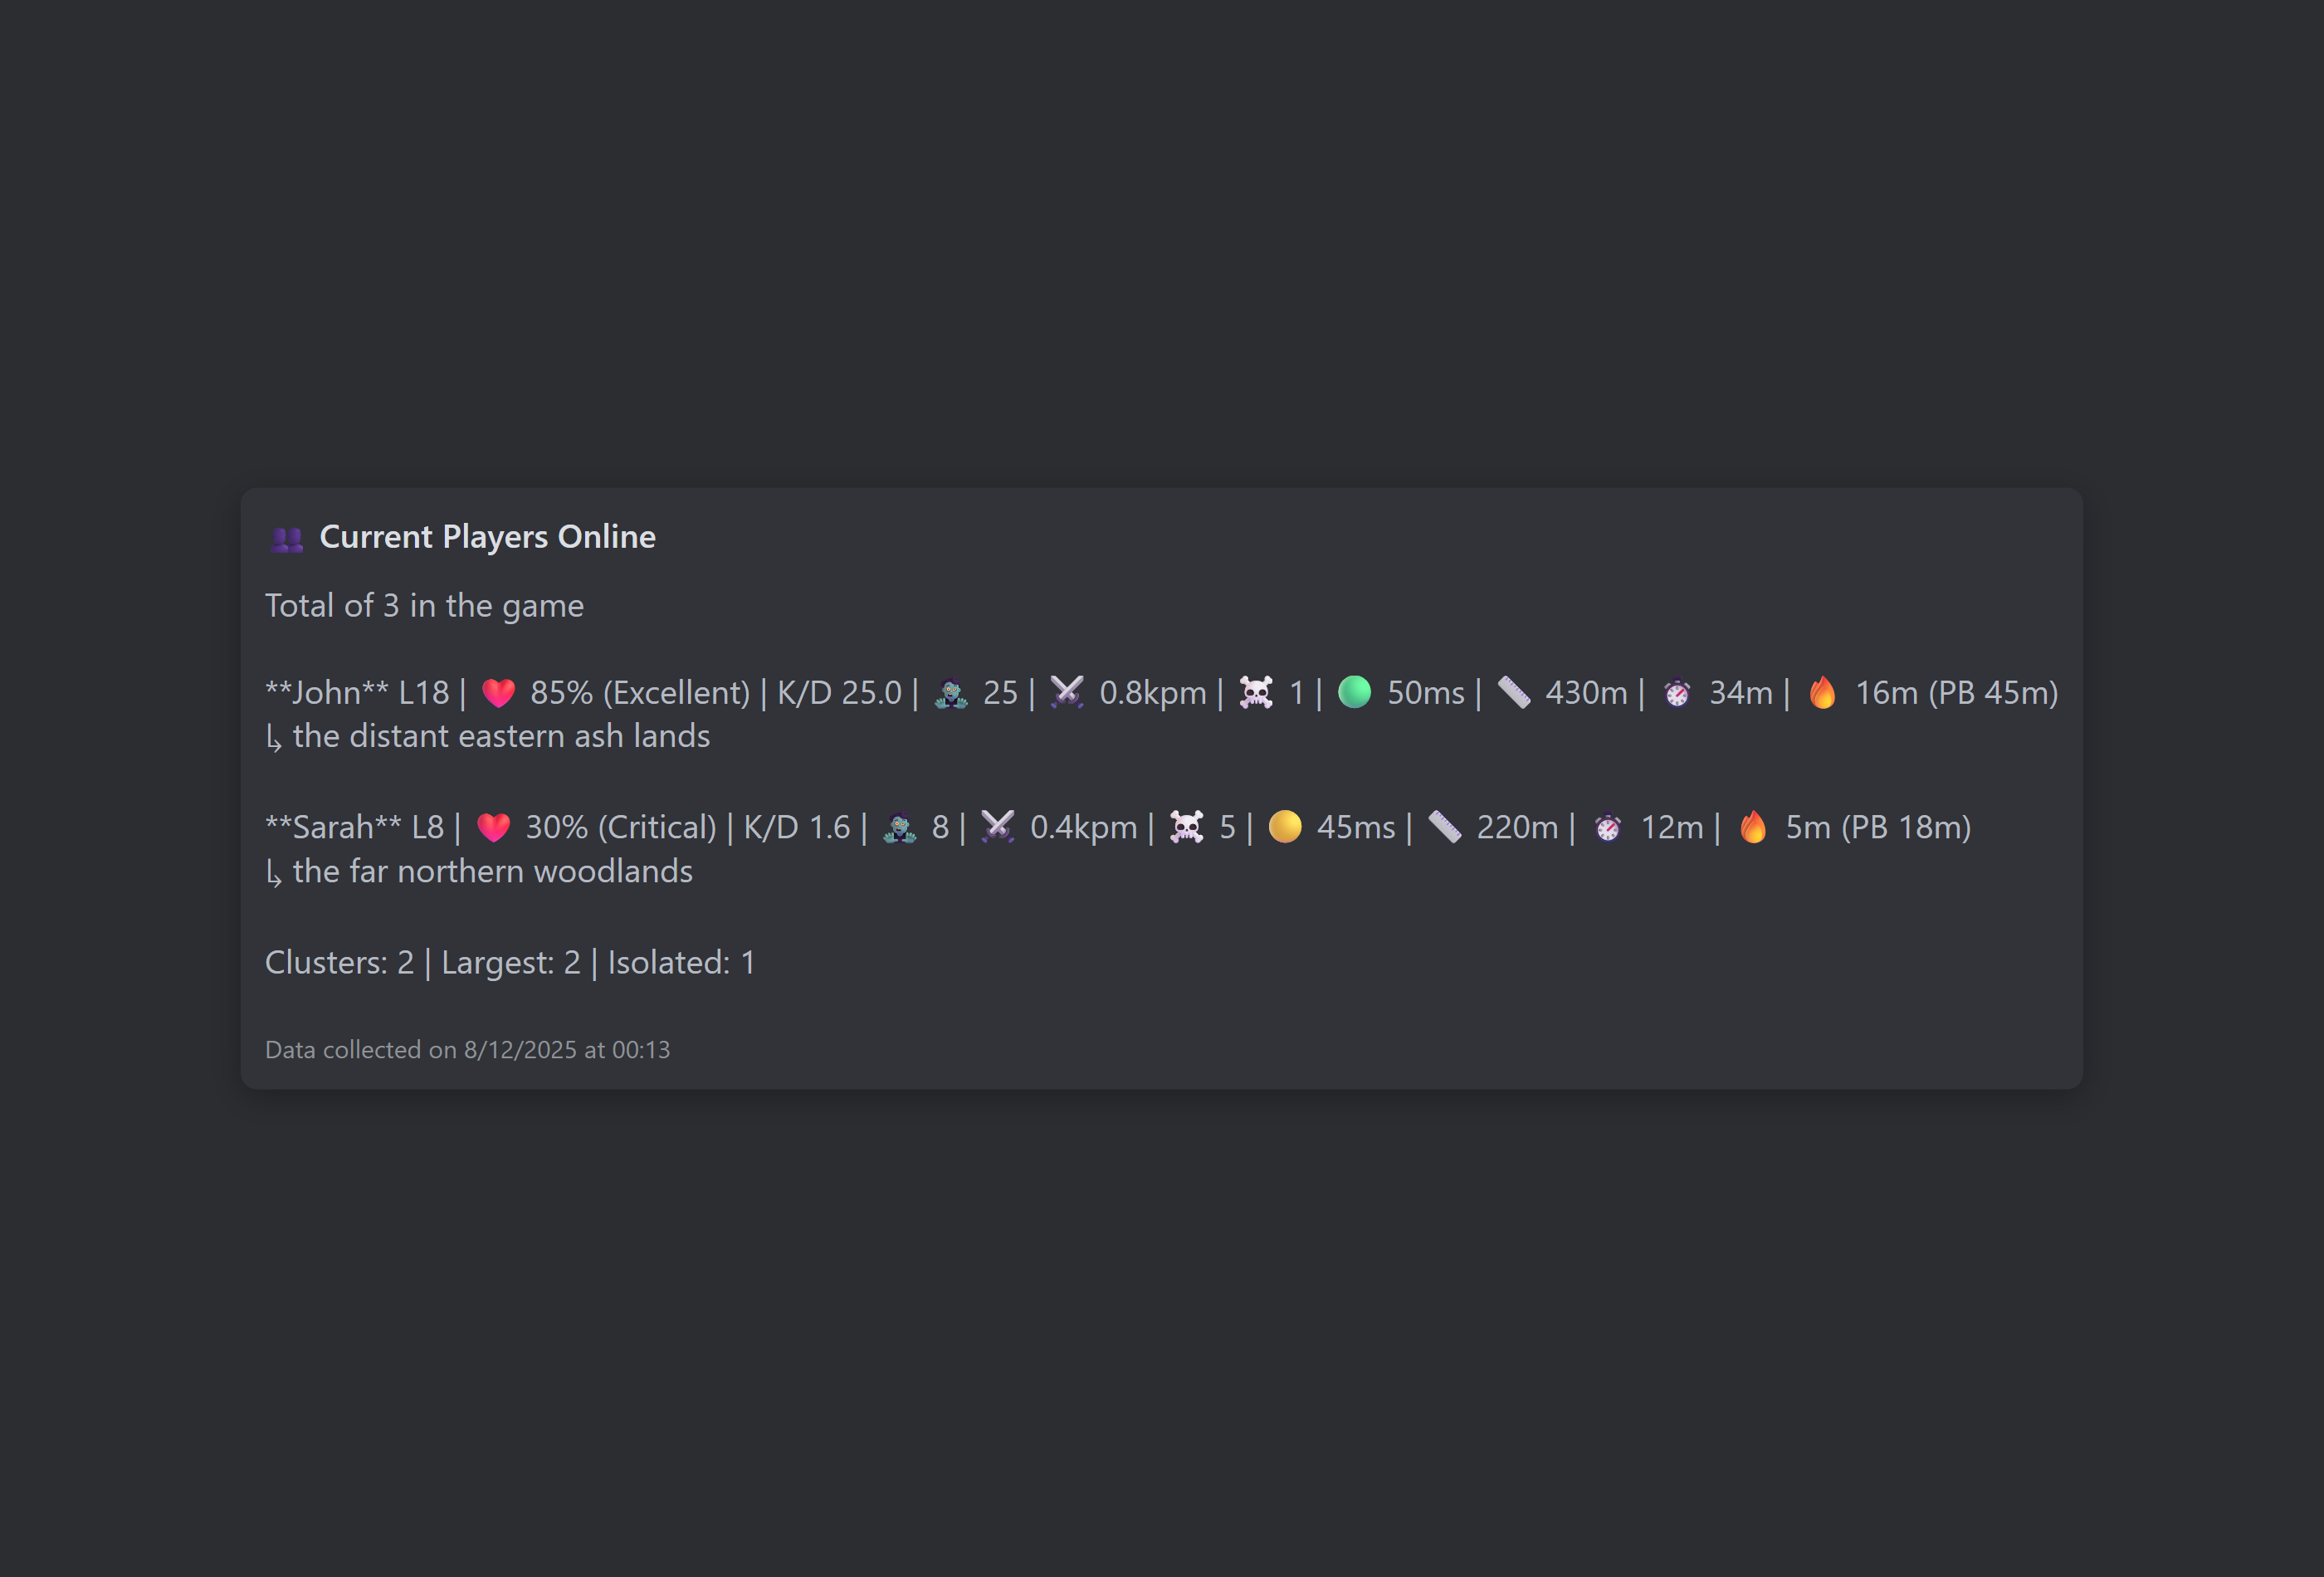 👥 Current Players Online
Total of 3 in the game
**John** L18 | ❤️ 85% (Excellent) | K/D 25.0 | 🧟 25 | ⚔️ 0.8kpm | ☠️ 1 | 🟢 50ms | 📏 430m | ⏱️ 34m | 🔥 16m (PB 45m)
↳ the distant eastern ash lands
**Sarah** L8 | ❤️ 30% (Critical) | K/D 1.6 | 🧟 8 | ⚔️ 0.4kpm | ☠️ 5 | 🟡 45ms | 📏 220m | ⏱️ 12m | 🔥 5m (PB 18m)
↳ the far northern woodlands
Clusters: 2 | Largest: 2 | Isolated: 1
Data collected on 8/12/2025 at 00:13